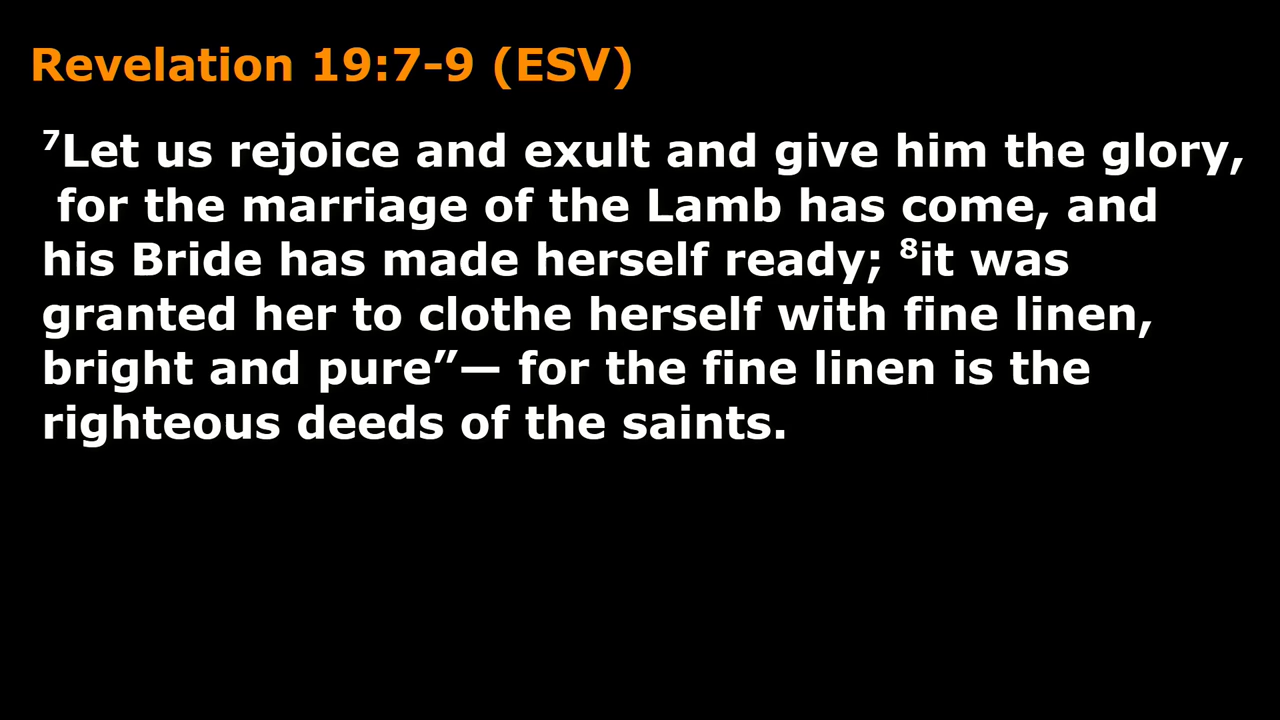 Revelation 19:7-9 (ESV)
⁷Let us rejoice and exult and give him the glory,
for the marriage of the Lamb has come, and
his Bride has made herself ready; ⁸it was
granted her to clothe herself with fine linen,
bright and pure”— for the fine linen is the
righteous deeds of the saints.